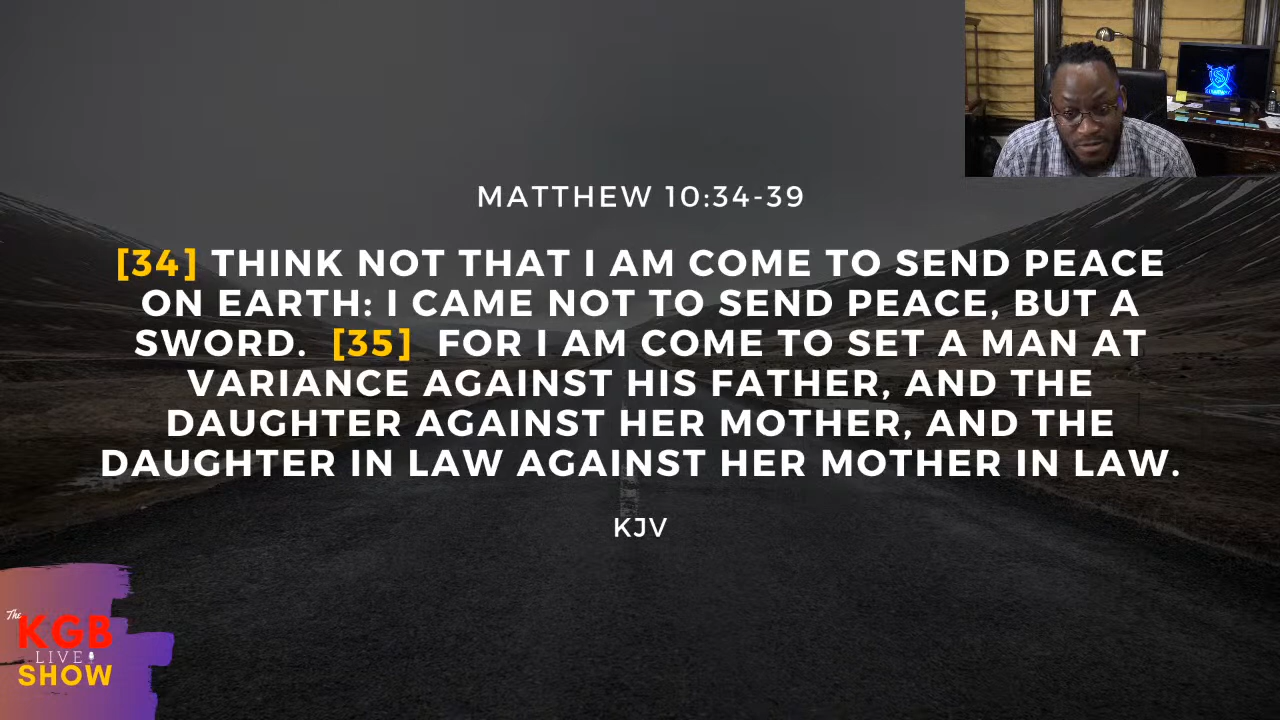 MATTHEW 10:34-39
[34] THINK NOT THAT I AM COME TO SEND PEACE
ON EARTH: I CAME NOT TO SEND PEACE, BUT A
SWORD. [35] FOR I AM COME TO SET A MAN AT
VARIANCE AGAINST HIS FATHER, AND THE
DAUGHTER AGAINST HER MOTHER, AND THE
DAUGHTER IN LAW AGAINST HER MOTHER IN LAW.
KJV
The
KGB
LIVE
SHOW